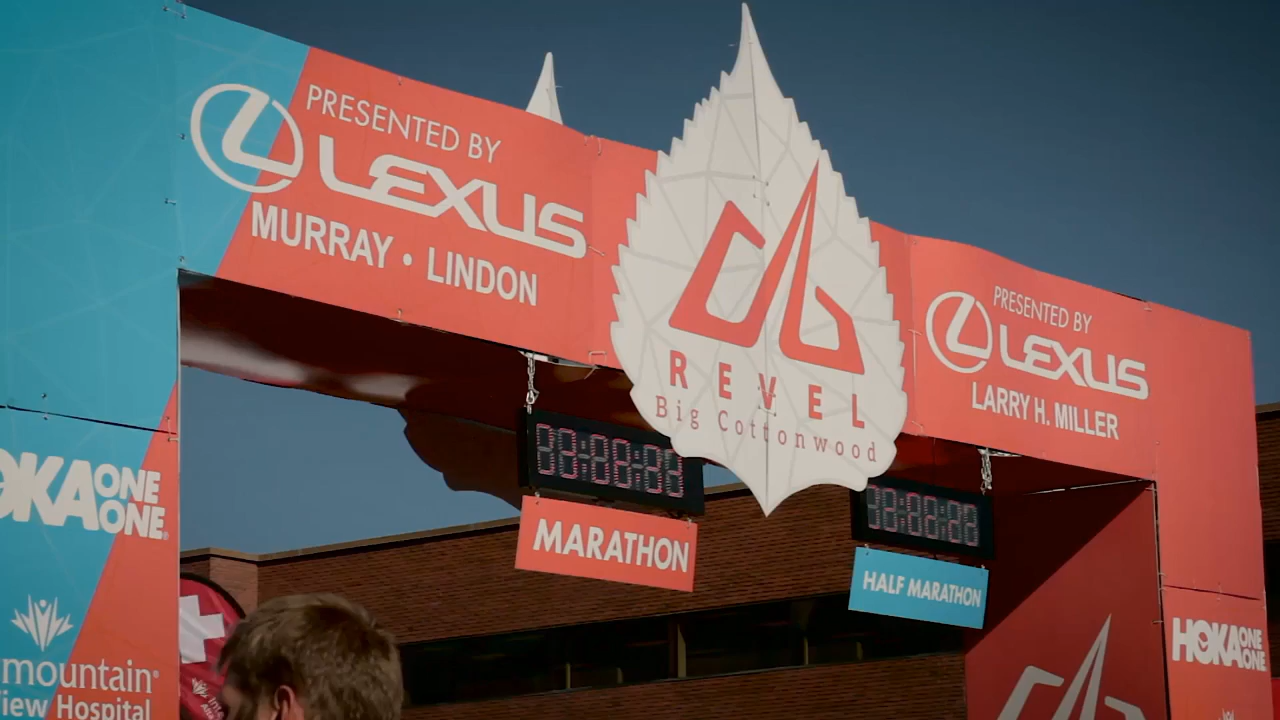 PRESENTED BY
LEXUS
MURRAY • LINDON
REVEL
Big Cottonwood
PRESENTED BY
LEXUS
LARRY H. MILLER
MARATHON
HALF MARATHON
HOKA ONE ONE
mountain
View Hospital
HOKA ONE ONE